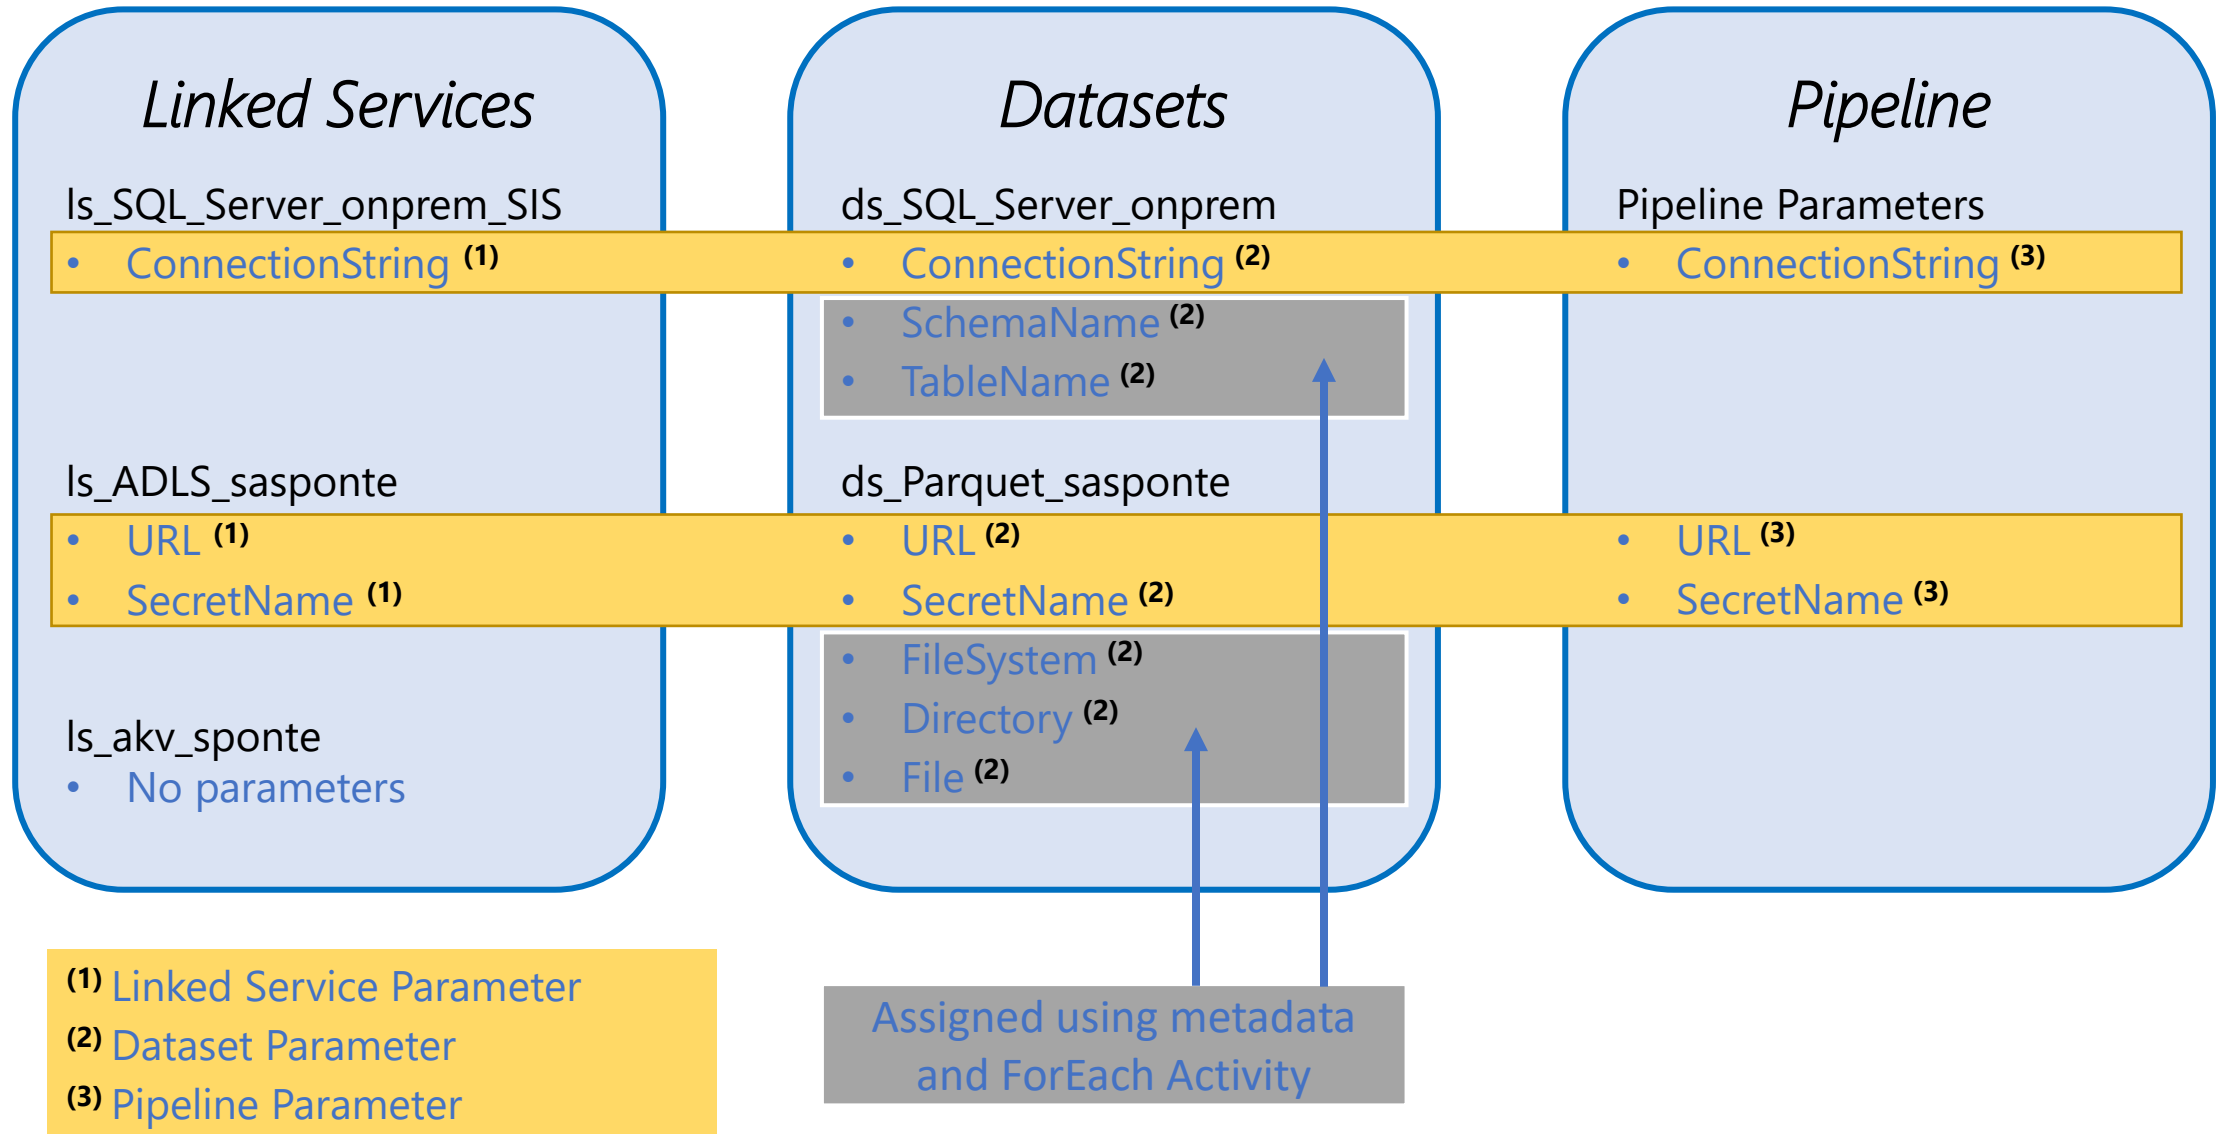 Linked Services
ls_SQL_Server_onprem_SIS
• ConnectionString (1)
ls_ADLS_sasponte
• URL (1)
• SecretName (1)
ls_akv_sponte
• No parameters
Datasets
ds_SQL_Server_onprem
• ConnectionString (2)
• SchemaName (2)
• TableName (2)
ds_Parquet_sasponte
• URL (2)
• SecretName (2)
• FileSystem (2)
• Directory (2)
• File (2)
Pipeline
Pipeline Parameters
• ConnectionString (3)
• URL (3)
• SecretName (3)
(1) Linked Service Parameter
(2) Dataset Parameter
(3) Pipeline Parameter
Assigned using metadata
and ForEach Activity